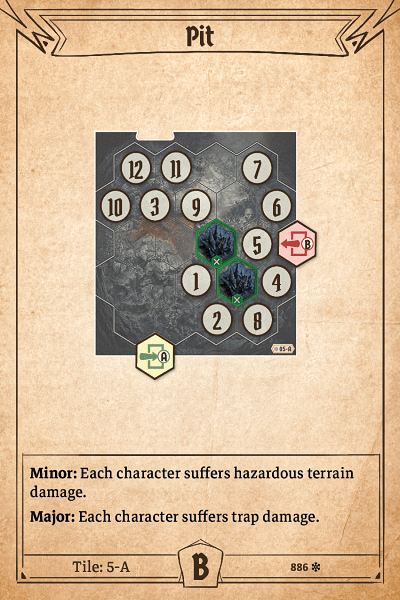 Pit
12 11 7
10 3 9 6
5 B
1 4
2 8
A
05-A
Minor: Each character suffers hazardous terrain
damage.
Major: Each character suffers trap damage.
Tile: 5-A
B
886